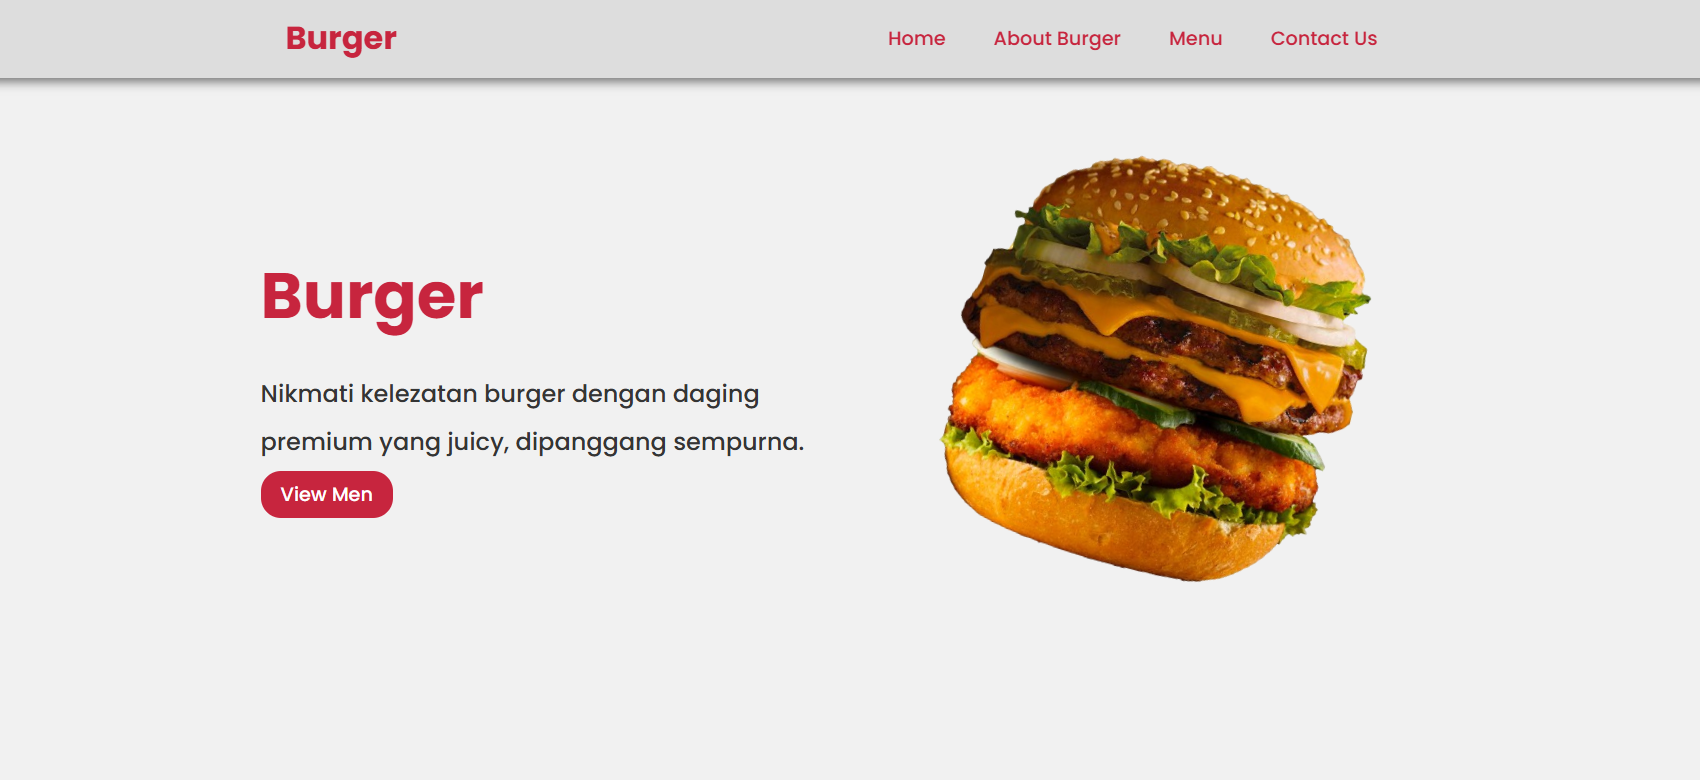 Burger
Home
About Burger
Menu
Contact Us
Burger
Nikmati kelezatan burger dengan daging
premium yang juicy, dipanggang sempurna.
View Men